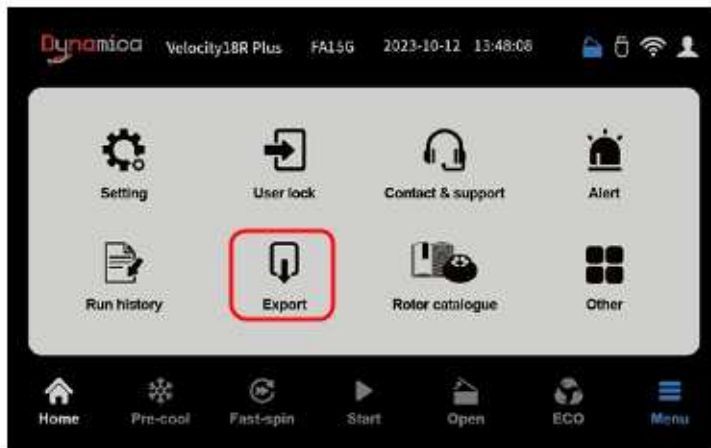 Dynamica Velocity18R Plus FA15G 2023-10-12 13:48:08
Setting User lock Contact & support Alert
Run history Export Rotor catalogue Other
Home Pre-cool Fast-spin Start Open ECO Menu